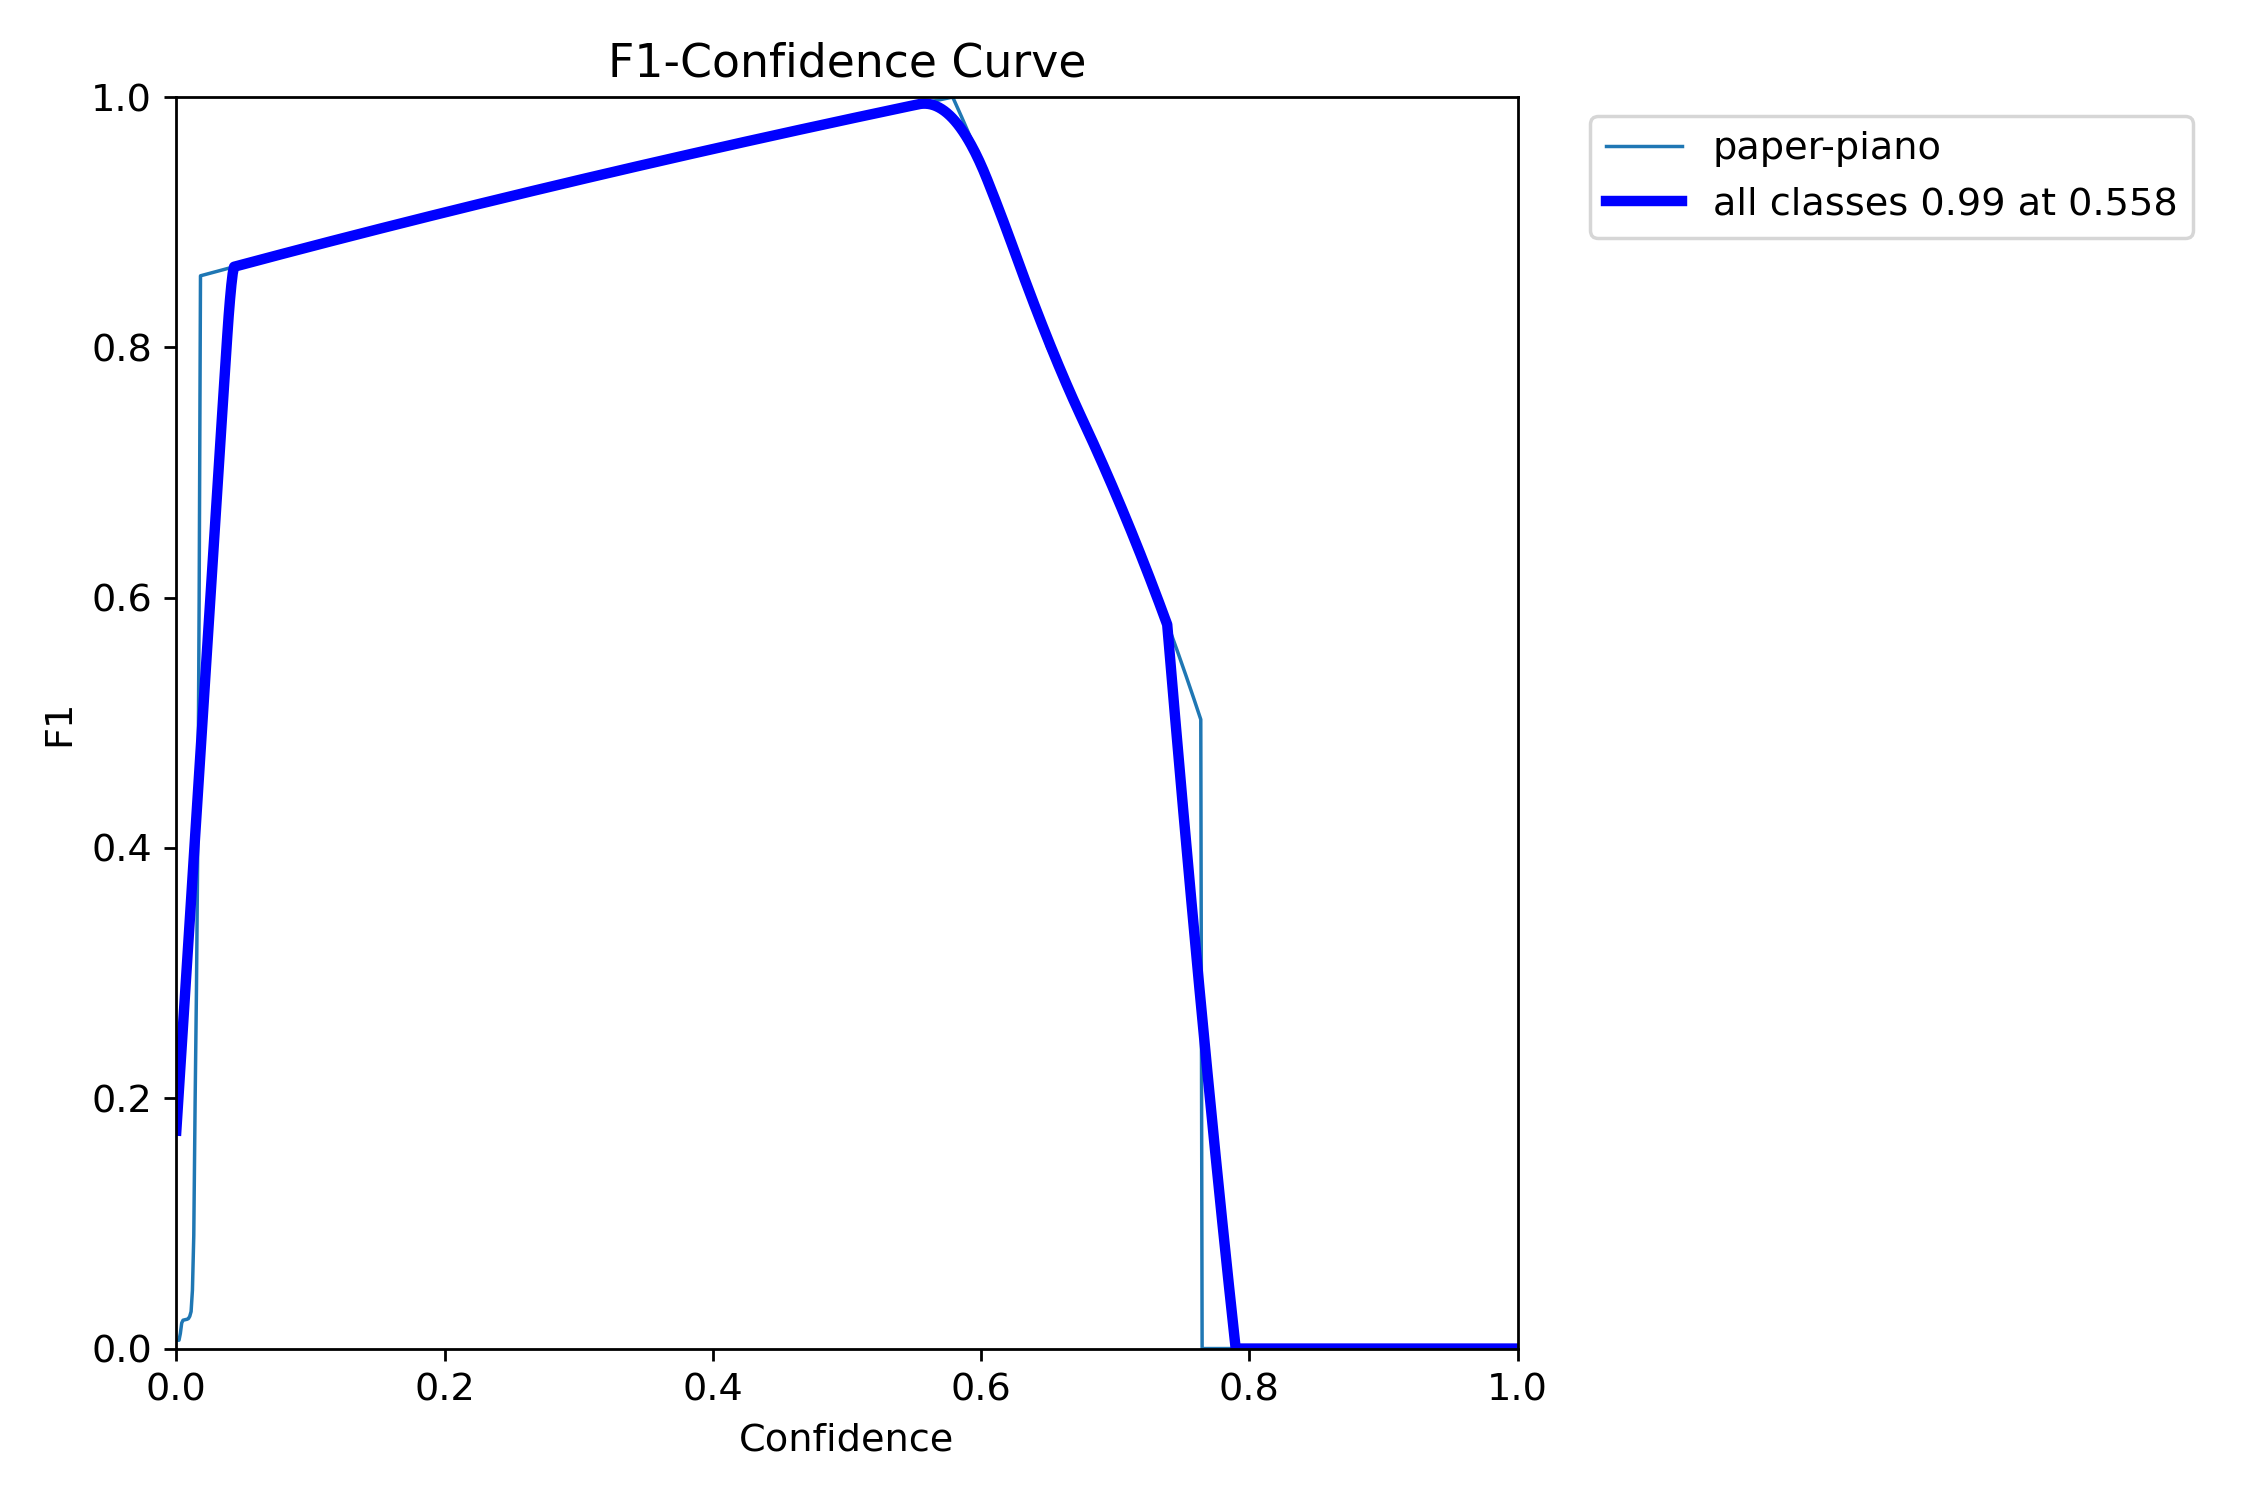 F1-Confidence Curve
paper-piano
all classes 0.99 at 0.558
1.0
0.8
0.6
0.4
0.2
0.0
F1
0.0 0.2 0.4 0.6 0.8 1.0
Confidence